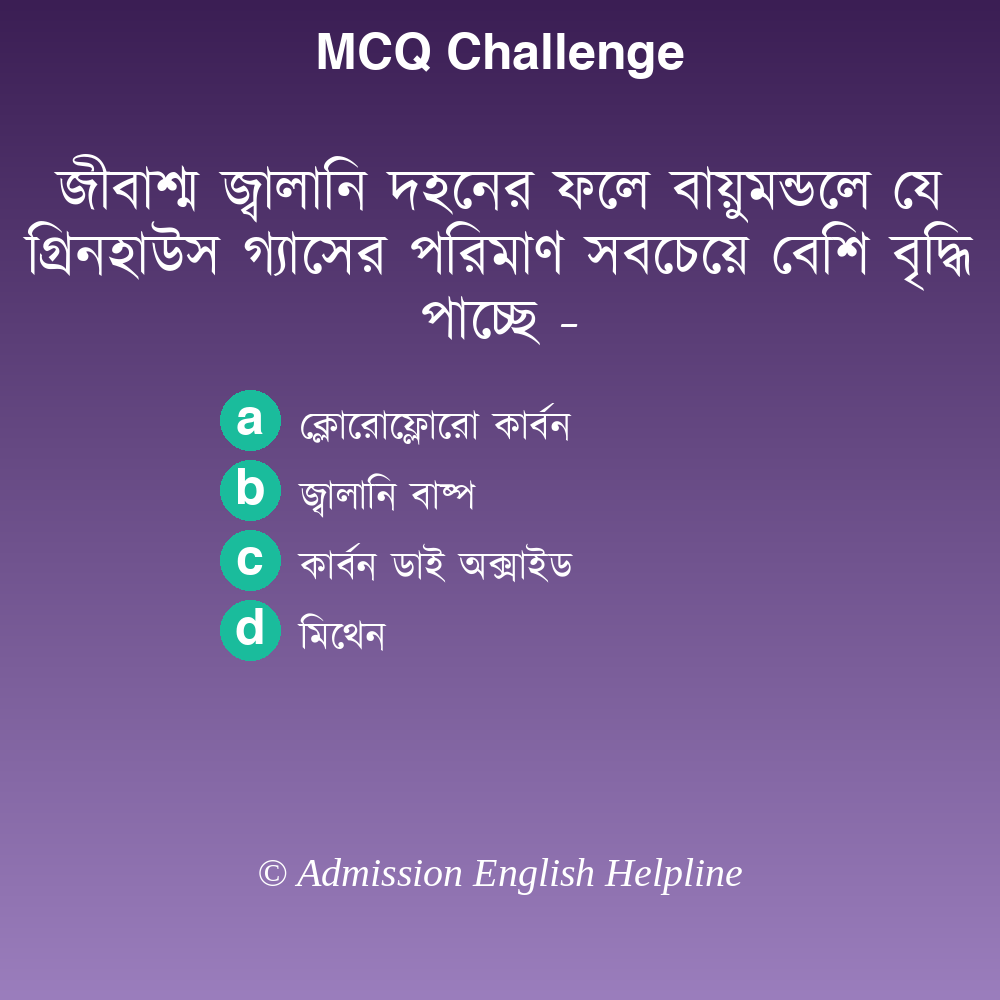 MCQ Challenge
জীবাশ্ম জ্বালানি দহনের ফলে বায়ুমন্ডলে যে
গ্রিনহাউস গ্যাসের পরিমাণ সবচেয়ে বেশি বৃদ্ধি
পাচ্ছে -
a ক্লোরোফ্লোরো কার্বন
b জ্বালানি বাষ্প
c কার্বন ডাই অক্সাইড
d মিথেন
© Admission English Helpline